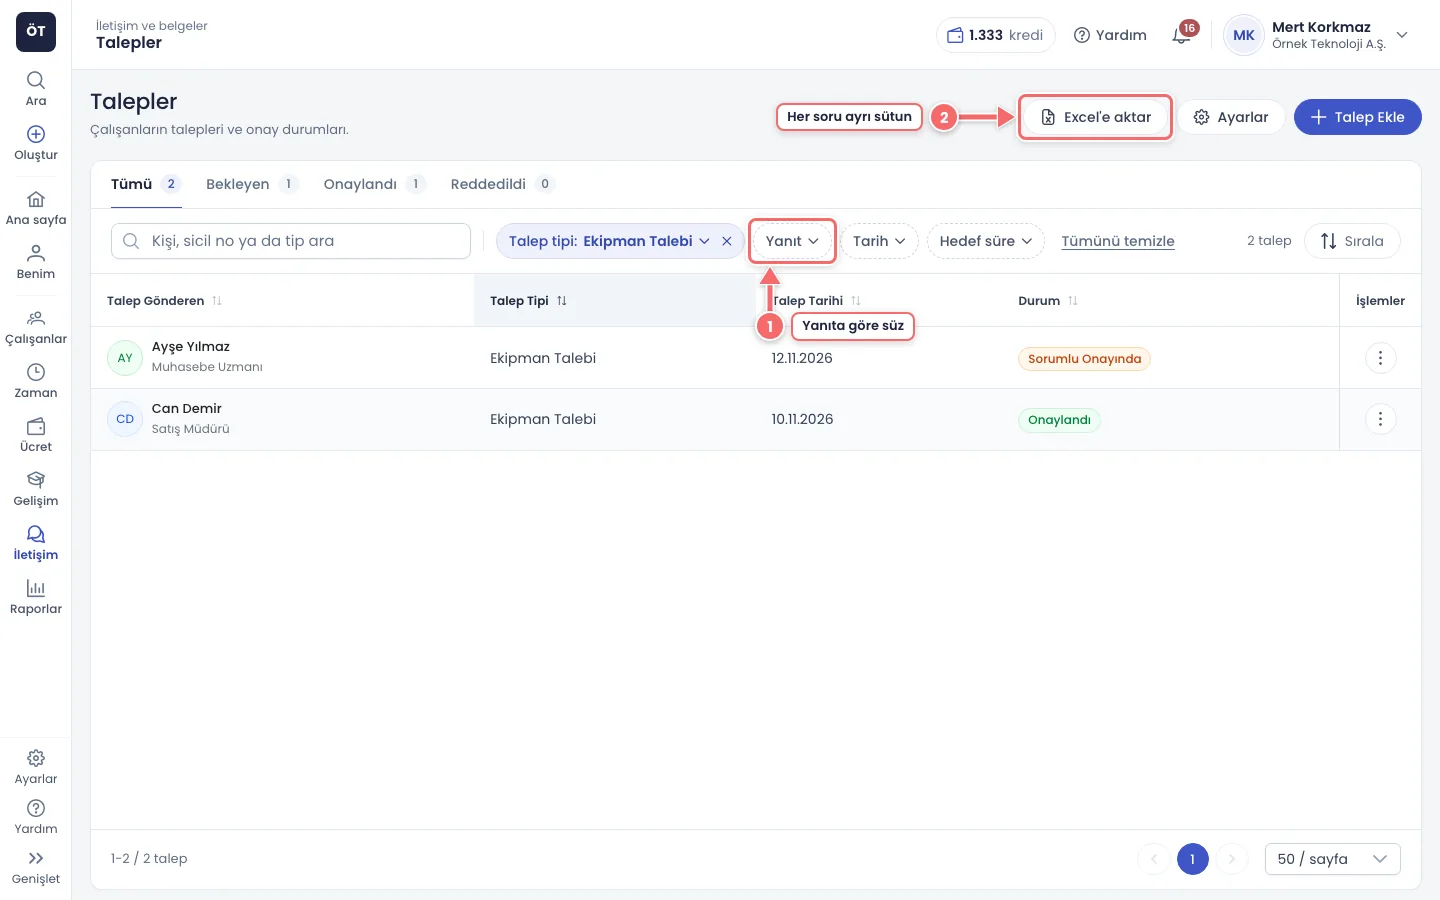 ÖT
Ara
Oluştur
Ana sayfa
Benim
Çalışanlar
Zaman
Ücret
Gelişim
İletişim
Raporlar
Ayarlar
Yardım
Genişlet
İletişim ve belgeler
Talepler
1.333 kredi
Yardım
16
MK
Mert Korkmaz
Örnek Teknoloji A.Ş.
Talepler
Çalışanların talepleri ve onay durumları.
Her soru ayrı sütun
2
Excel'e aktar
Ayarlar
Talep Ekle
Tümü 2
Bekleyen 1
Onaylandı 1
Reddedildi 0
Kişi, sicil no ya da tip ara
Talep tipi: Ekipman Talebi
Yanıt
Tarih
Hedef süre
Tümünü temizle
2 talep
Sırala
Talep Gönderen
Talep Tipi
Talep Tarihi
Durum
İşlemler
1
Yanıta göre süz
AY
Ayşe Yılmaz
Muhasebe Uzmanı
Ekipman Talebi
12.11.2026
Sorumlu Onayında
CD
Can Demir
Satış Müdürü
Ekipman Talebi
10.11.2026
Onaylandı
1-2 / 2 talep
1
50 / sayfa